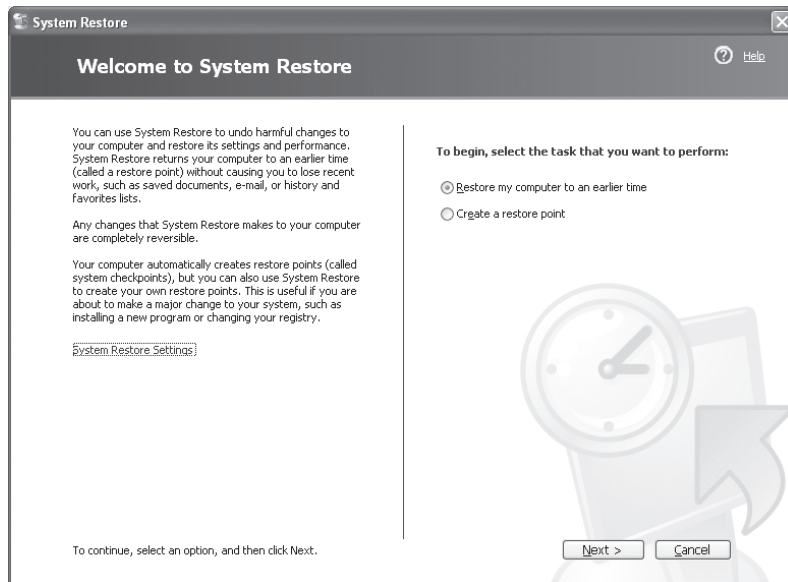 System Restore
Welcome to System Restore
Help
You can use System Restore to undo harmful changes to
your computer and restore its settings and performance.
System Restore returns your computer to an earlier time
(called a restore point) without causing you to lose recent
work, such as saved documents, e-mail, or history and
favorites lists.
Any changes that System Restore makes to your computer
are completely reversible.
Your computer automatically creates restore points (called
system checkpoints), but you can also use System Restore
to create your own restore points. This is useful if you are
about to make a major change to your system, such as
installing a new program or changing your registry.
System Restore Settings
To begin, select the task that you want to perform:
Restore my computer to an earlier time
Create a restore point
To continue, select an option, and then click Next.
Next >
Cancel